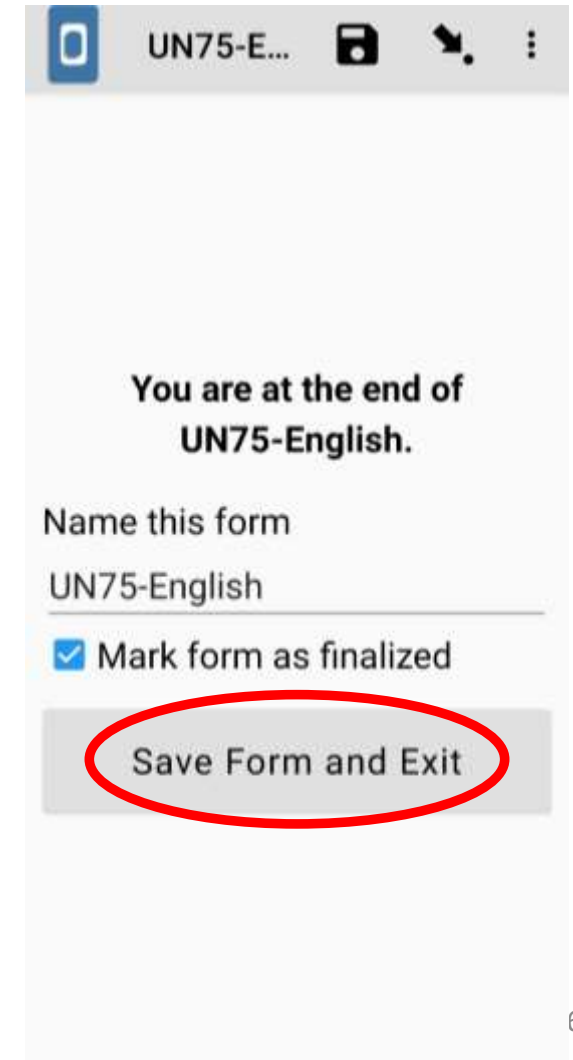 UN75-E...
You are at the end of
UN75-English.
Name this form
UN75-English
Mark form as finalized
Save Form and Exit